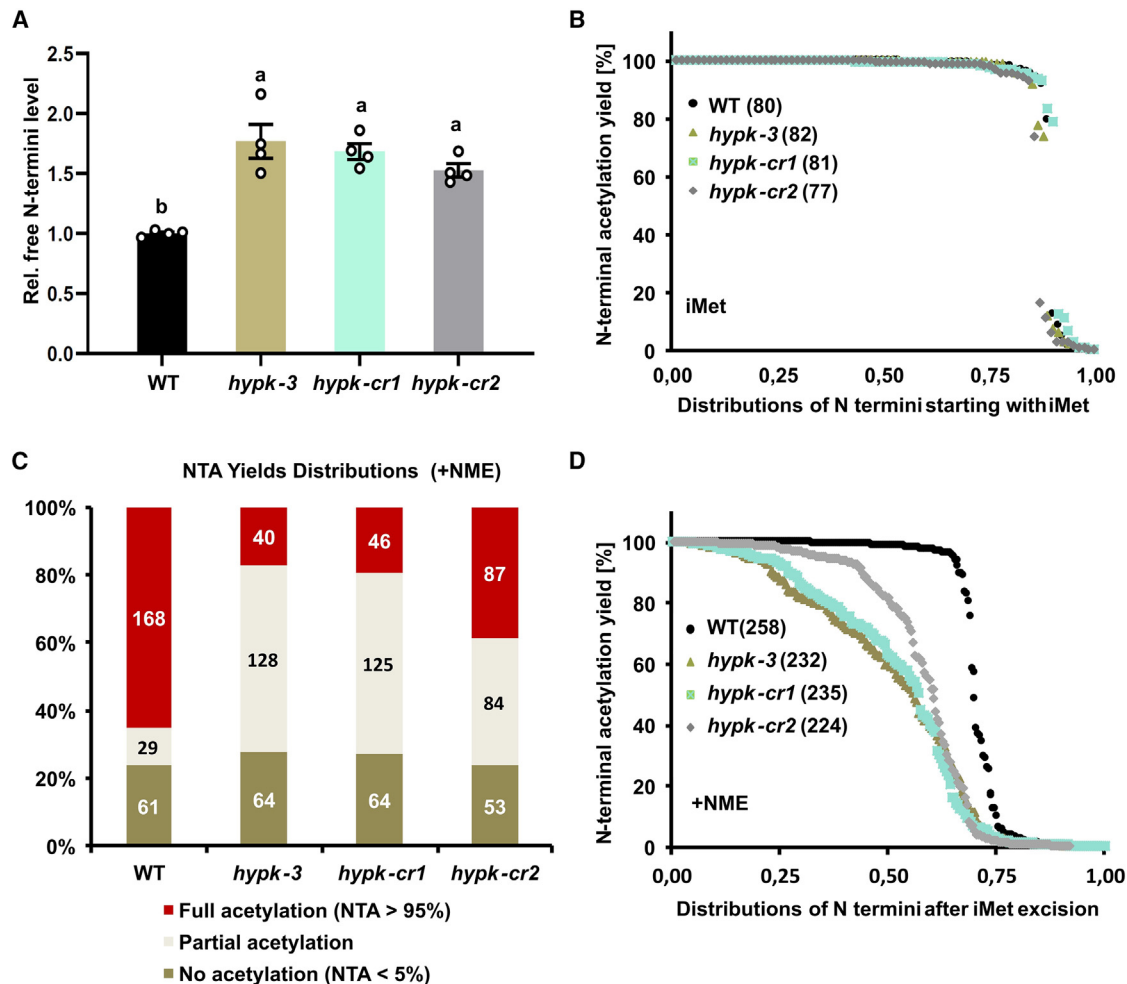 A
Rel. free N-termini level
2.5
2.0
1.5
1.0
0.5
0.0
b
a
a
a
WT
hypk-3
hypk-cr1
hypk-cr2
B
N-terminal acetylation yield [%]
100
80
60
40
20
0
WT (80)
hypk-3 (82)
hypk-cr1 (81)
hypk-cr2 (77)
iMet
0,00
0,25
0,50
0,75
1,00
Distributions of N termini starting with iMet
C
NTA Yields Distributions (+NME)
100%
80%
60%
40%
20%
0%
168
29
61
40
128
64
46
125
64
87
84
53
WT
hypk-3
hypk-cr1
hypk-cr2
Full acetylation (NTA > 95%)
Partial acetylation
No acetylation (NTA < 5%)
D
N-terminal acetylation yield [%]
100
80
60
40
20
0
WT(258)
hypk-3 (232)
hypk-cr1 (235)
hypk-cr2 (224)
+NME
0,00
0,25
0,50
0,75
1,00
Distributions of N termini after iMet excision